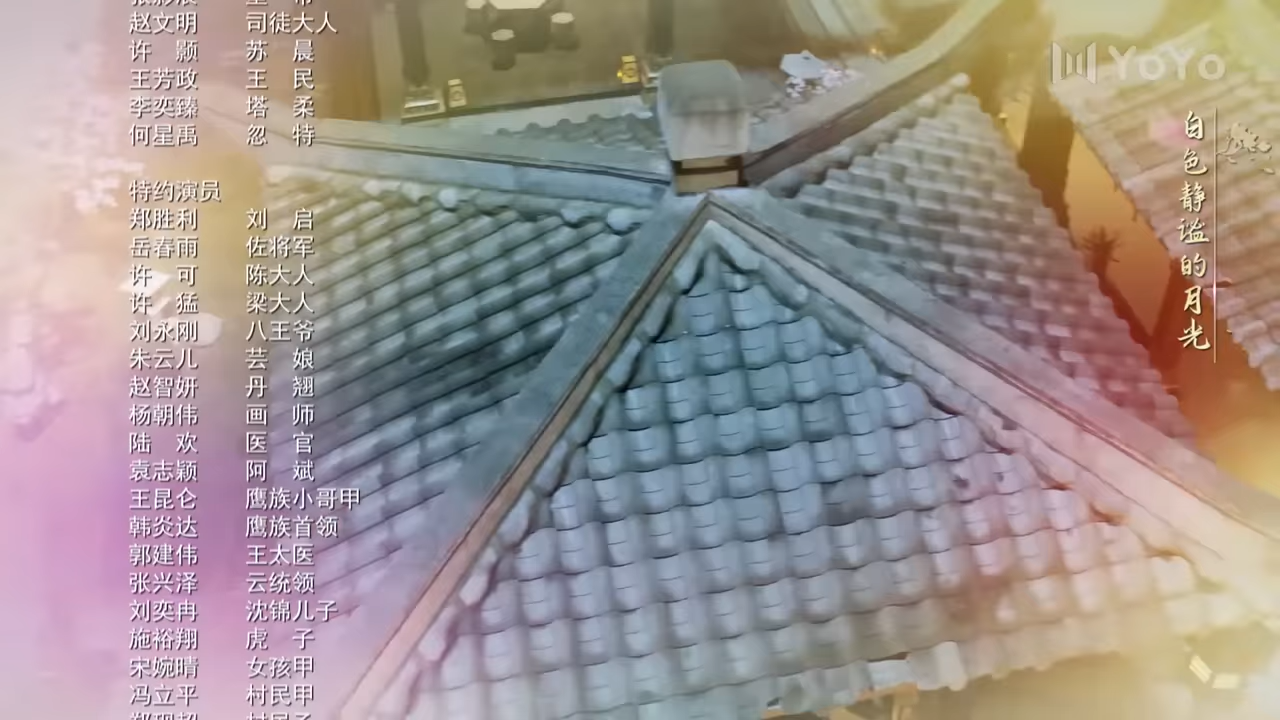 赵文明 司徒大人
许 颢 苏 晨
王芳政 王 民
李奕臻 塔 柔
何星禹 忽 特
特约演员
郑胜利 刘 启
岳春雨 佐将军
许 可 陈大人
许 猛 梁大人
刘永刚 八王爷
朱云儿 芸 娘
赵智妍 丹 翘
杨朝伟 画 师
陆 欢 医 官
袁志颖 阿 斌
王昆仑 鹰族小哥甲
韩炎达 鹰族首领
郭建伟 王太医
张兴泽 云统领
刘奕冉 沈锦儿子
施裕翔 虎 子
宋婉晴 女孩甲
冯立平 村民甲
YoYo
白色静谧的月光